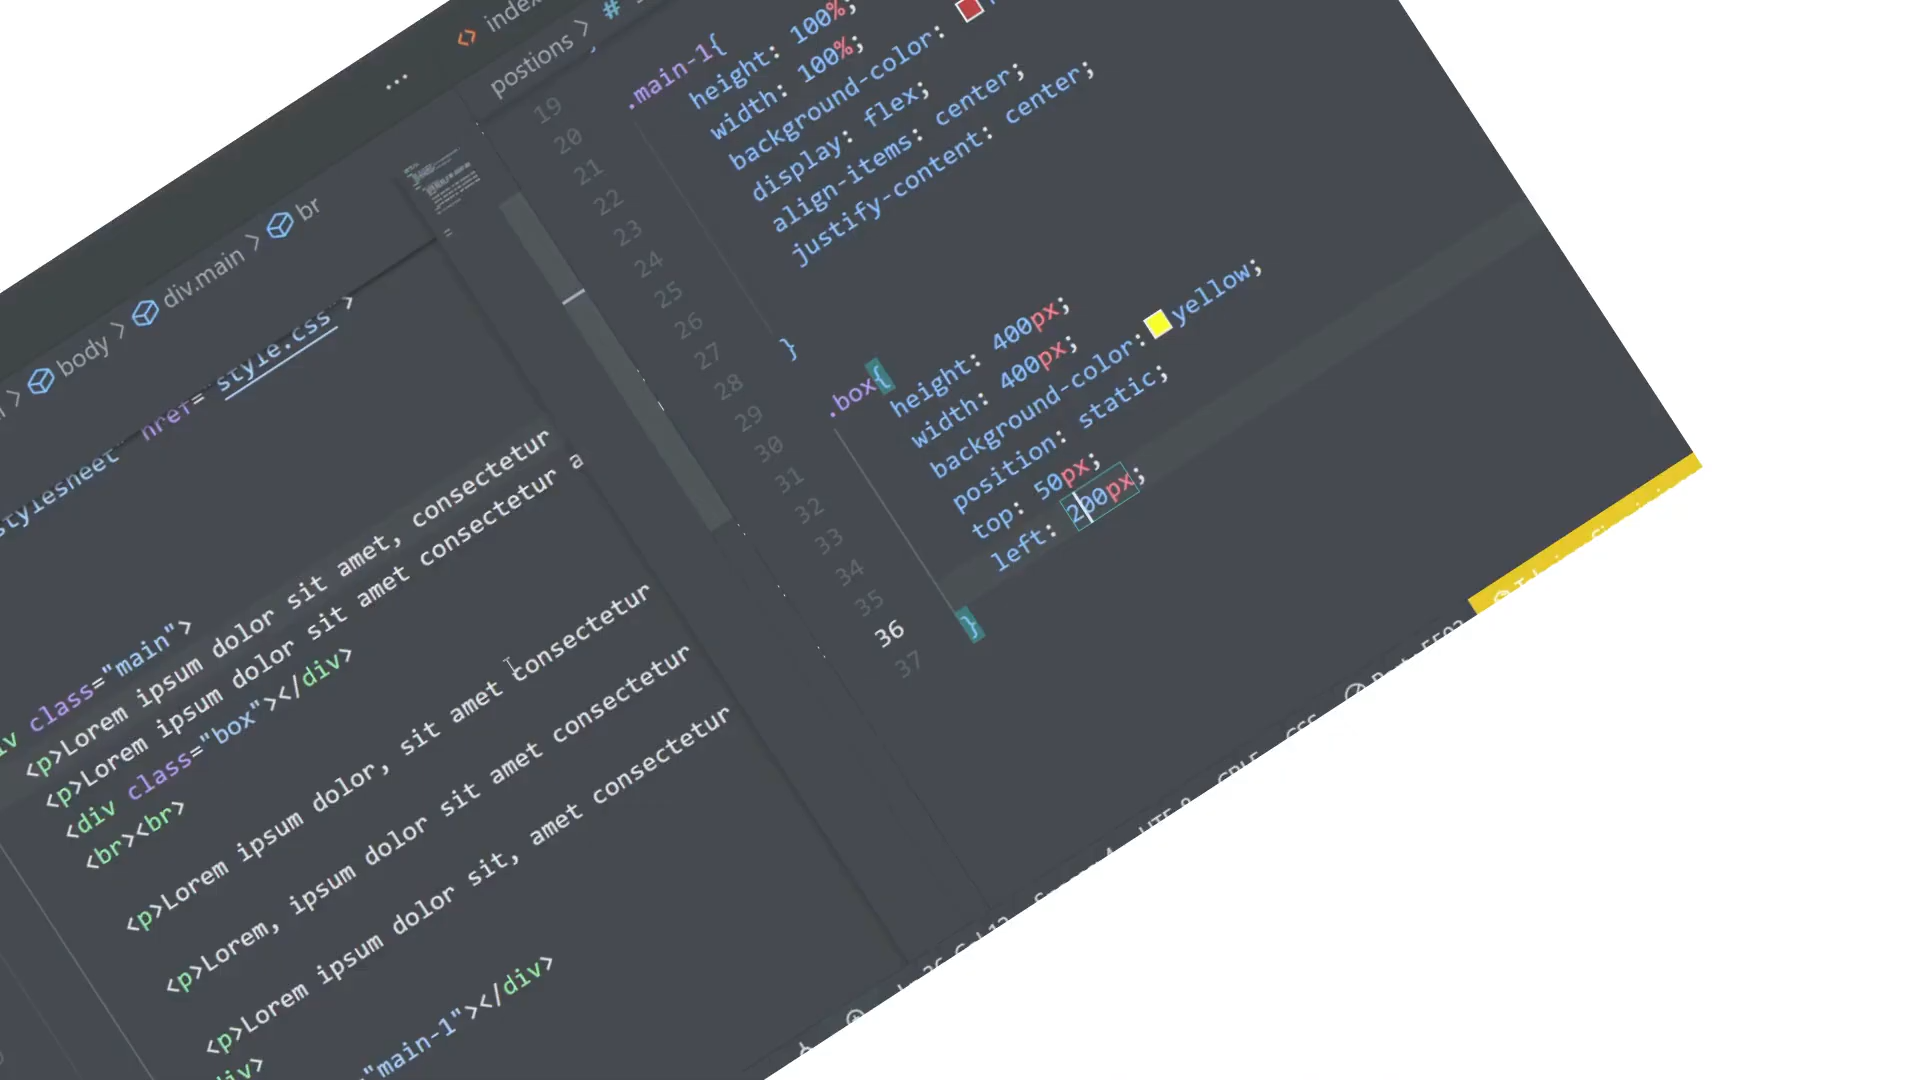 index
...
postions > #
br
div.main >
body >
>
href="style.css">
stylesheet"
class="main">
<p>Lorem ipsum dolor sit amet, consectetur
<p>Lorem ipsum dolor sit amet consectetur a
<div class="box"></div>
<br><br>
<p>Lorem ipsum dolor, sit amet consectetur
<p>Lorem, ipsum dolor sit amet consectetur
<p>Lorem ipsum dolor sit, amet consectetur
"main-1"></div>
19
20 .main-1{
21 height: 100%;
22 width: 100%;
23 background-color:
24 display: flex;
25 align-items: center;
26 justify-content: center;
27
28 }
29
30 .box{
31 height: 400px;
32 width: 400px;
33 background-color: yellow;
34 position: static;
35 top: 50px;
36 left: 200px;
37 }
CRLF
CSS